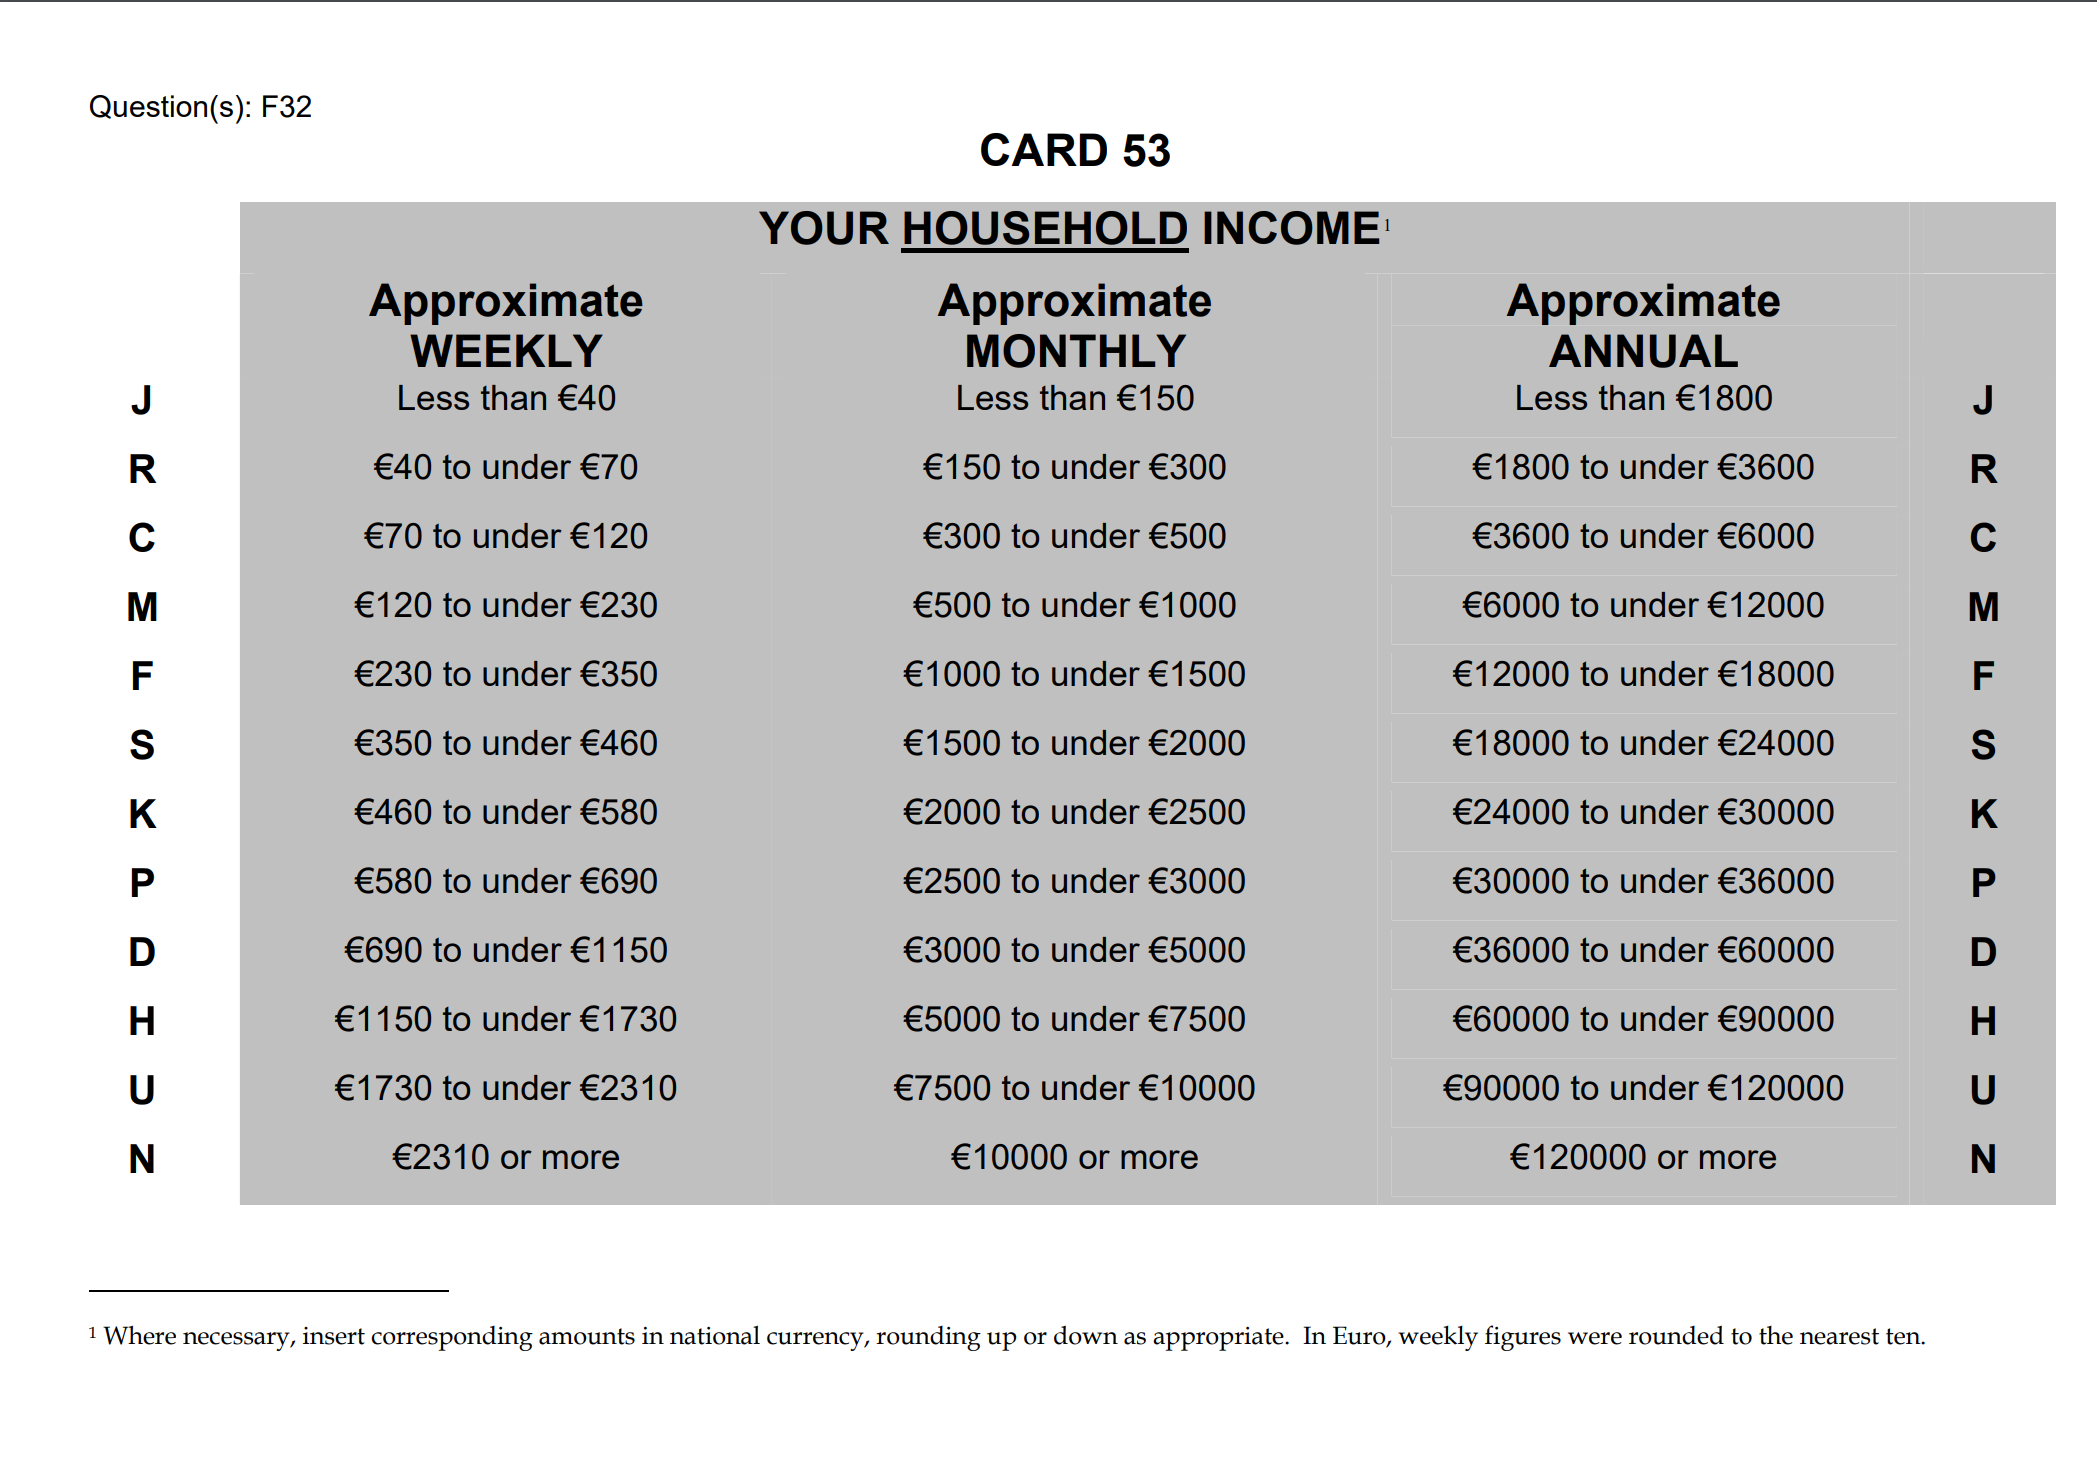 Question(s): F32
CARD 53
YOUR HOUSEHOLD INCOME1
Approximate Approximate Approximate
WEEKLY MONTHLY ANNUAL
J Less than €40 Less than €150 Less than €1800 J
R €40 to under €70 €150 to under €300 €1800 to under €3600 R
C €70 to under €120 €300 to under €500 €3600 to under €6000 C
M €120 to under €230 €500 to under €1000 €6000 to under €12000 M
F €230 to under €350 €1000 to under €1500 €12000 to under €18000 F
S €350 to under €460 €1500 to under €2000 €18000 to under €24000 S
K €460 to under €580 €2000 to under €2500 €24000 to under €30000 K
P €580 to under €690 €2500 to under €3000 €30000 to under €36000 P
D €690 to under €1150 €3000 to under €5000 €36000 to under €60000 D
H €1150 to under €1730 €5000 to under €7500 €60000 to under €90000 H
U €1730 to under €2310 €7500 to under €10000 €90000 to under €120000 U
N €2310 or more €10000 or more €120000 or more N
1 Where necessary, insert corresponding amounts in national currency, rounding up or down as appropriate. In Euro, weekly figures were rounded to the nearest ten.